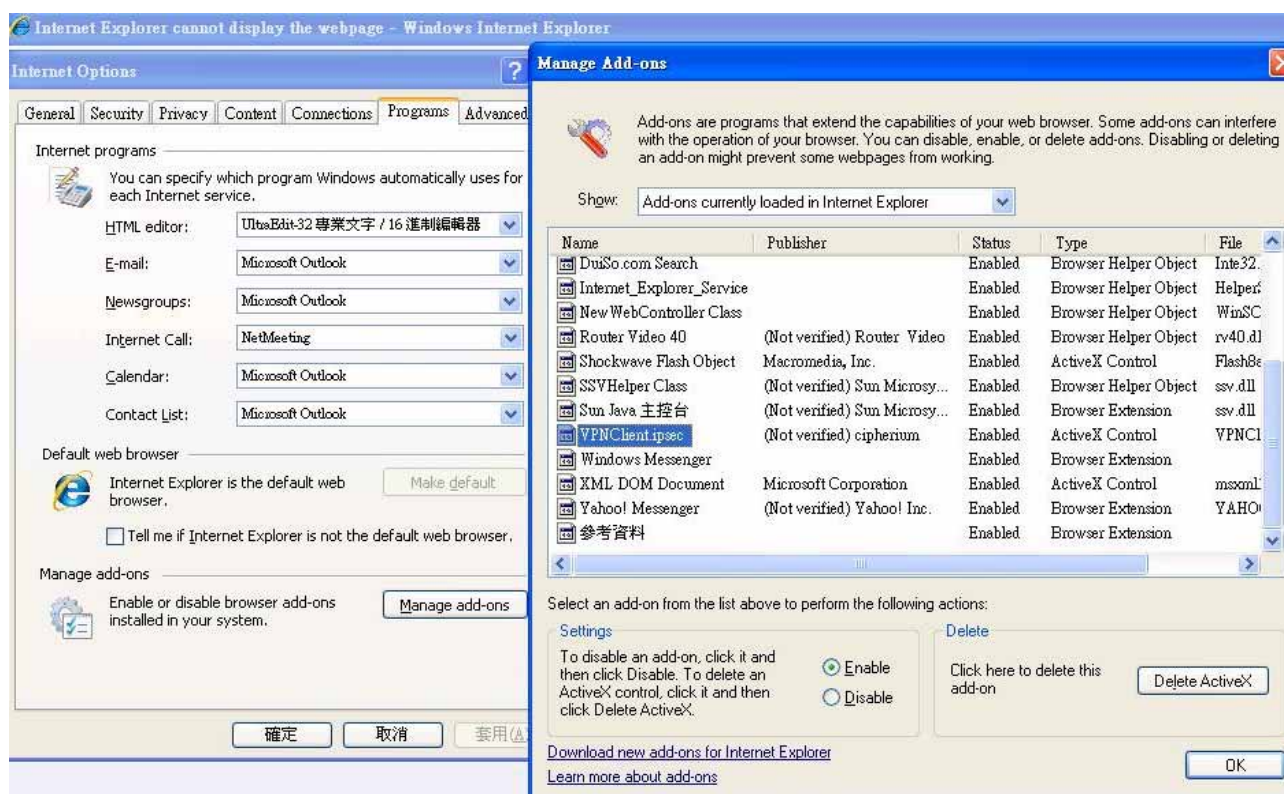 Internet Explorer cannot display the webpage - Windows Internet Explorer
Internet Options
General Security Privacy Content Connections Programs Advanced
Internet programs
You can specify which program Windows automatically uses for
each Internet service.
HTML editor: UltraEdit-32 專業文字 / 16 進制編輯器
E-mail: Microsoft Outlook
Newsgroups: Microsoft Outlook
Internet Call: NetMeeting
Calendar: Microsoft Outlook
Contact List: Microsoft Outlook
Default web browser
Internet Explorer is the default web
browser.
Make default
Tell me if Internet Explorer is not the default web browser.
Manage add-ons
Enable or disable browser add-ons
installed in your system.
Manage add-ons
確定 取消 套用(A)
Manage Add-ons
Add-ons are programs that extend the capabilities of your web browser. Some add-ons can interfere
with the operation of your browser. You can disable, enable, or delete add-ons. Disabling or deleting
an add-on might prevent some webpages from working.
Show: Add-ons currently loaded in Internet Explorer
Name Publisher Status Type File
DuiSo.com Search Enabled Browser Helper Object Inte32.
Internet_Explorer_Service Enabled Browser Helper Object HelperS
New WebController Class Enabled Browser Helper Object WinSC
Router Video 40 (Not verified) Router Video Enabled Browser Helper Object rv40.dl
Shockwave Flash Object Macromedia, Inc. Enabled ActiveX Control Flash8a
SSVHelper Class (Not verified) Sun Microsy... Enabled Browser Helper Object ssv.dll
Sun Java 主控台 (Not verified) Sun Microsy... Enabled Browser Extension ssv.dll
VPNClient.ipsec (Not verified) cipherium Enabled ActiveX Control VPNCl
Windows Messenger Enabled Browser Extension
XML DOM Document Microsoft Corporation Enabled ActiveX Control msxml
Yahoo! Messenger (Not verified) Yahoo! Inc. Enabled Browser Extension YAHO
參考資料 Enabled Browser Extension
Select an add-on from the list above to perform the following actions:
Settings
To disable an add-on, click it and
then click Disable. To delete an
ActiveX control, click it and then
click Delete ActiveX.
Enable
Disable
Delete
Click here to delete this
add-on
Delete ActiveX
Download new add-ons for Internet Explorer
Learn more about add-ons
OK